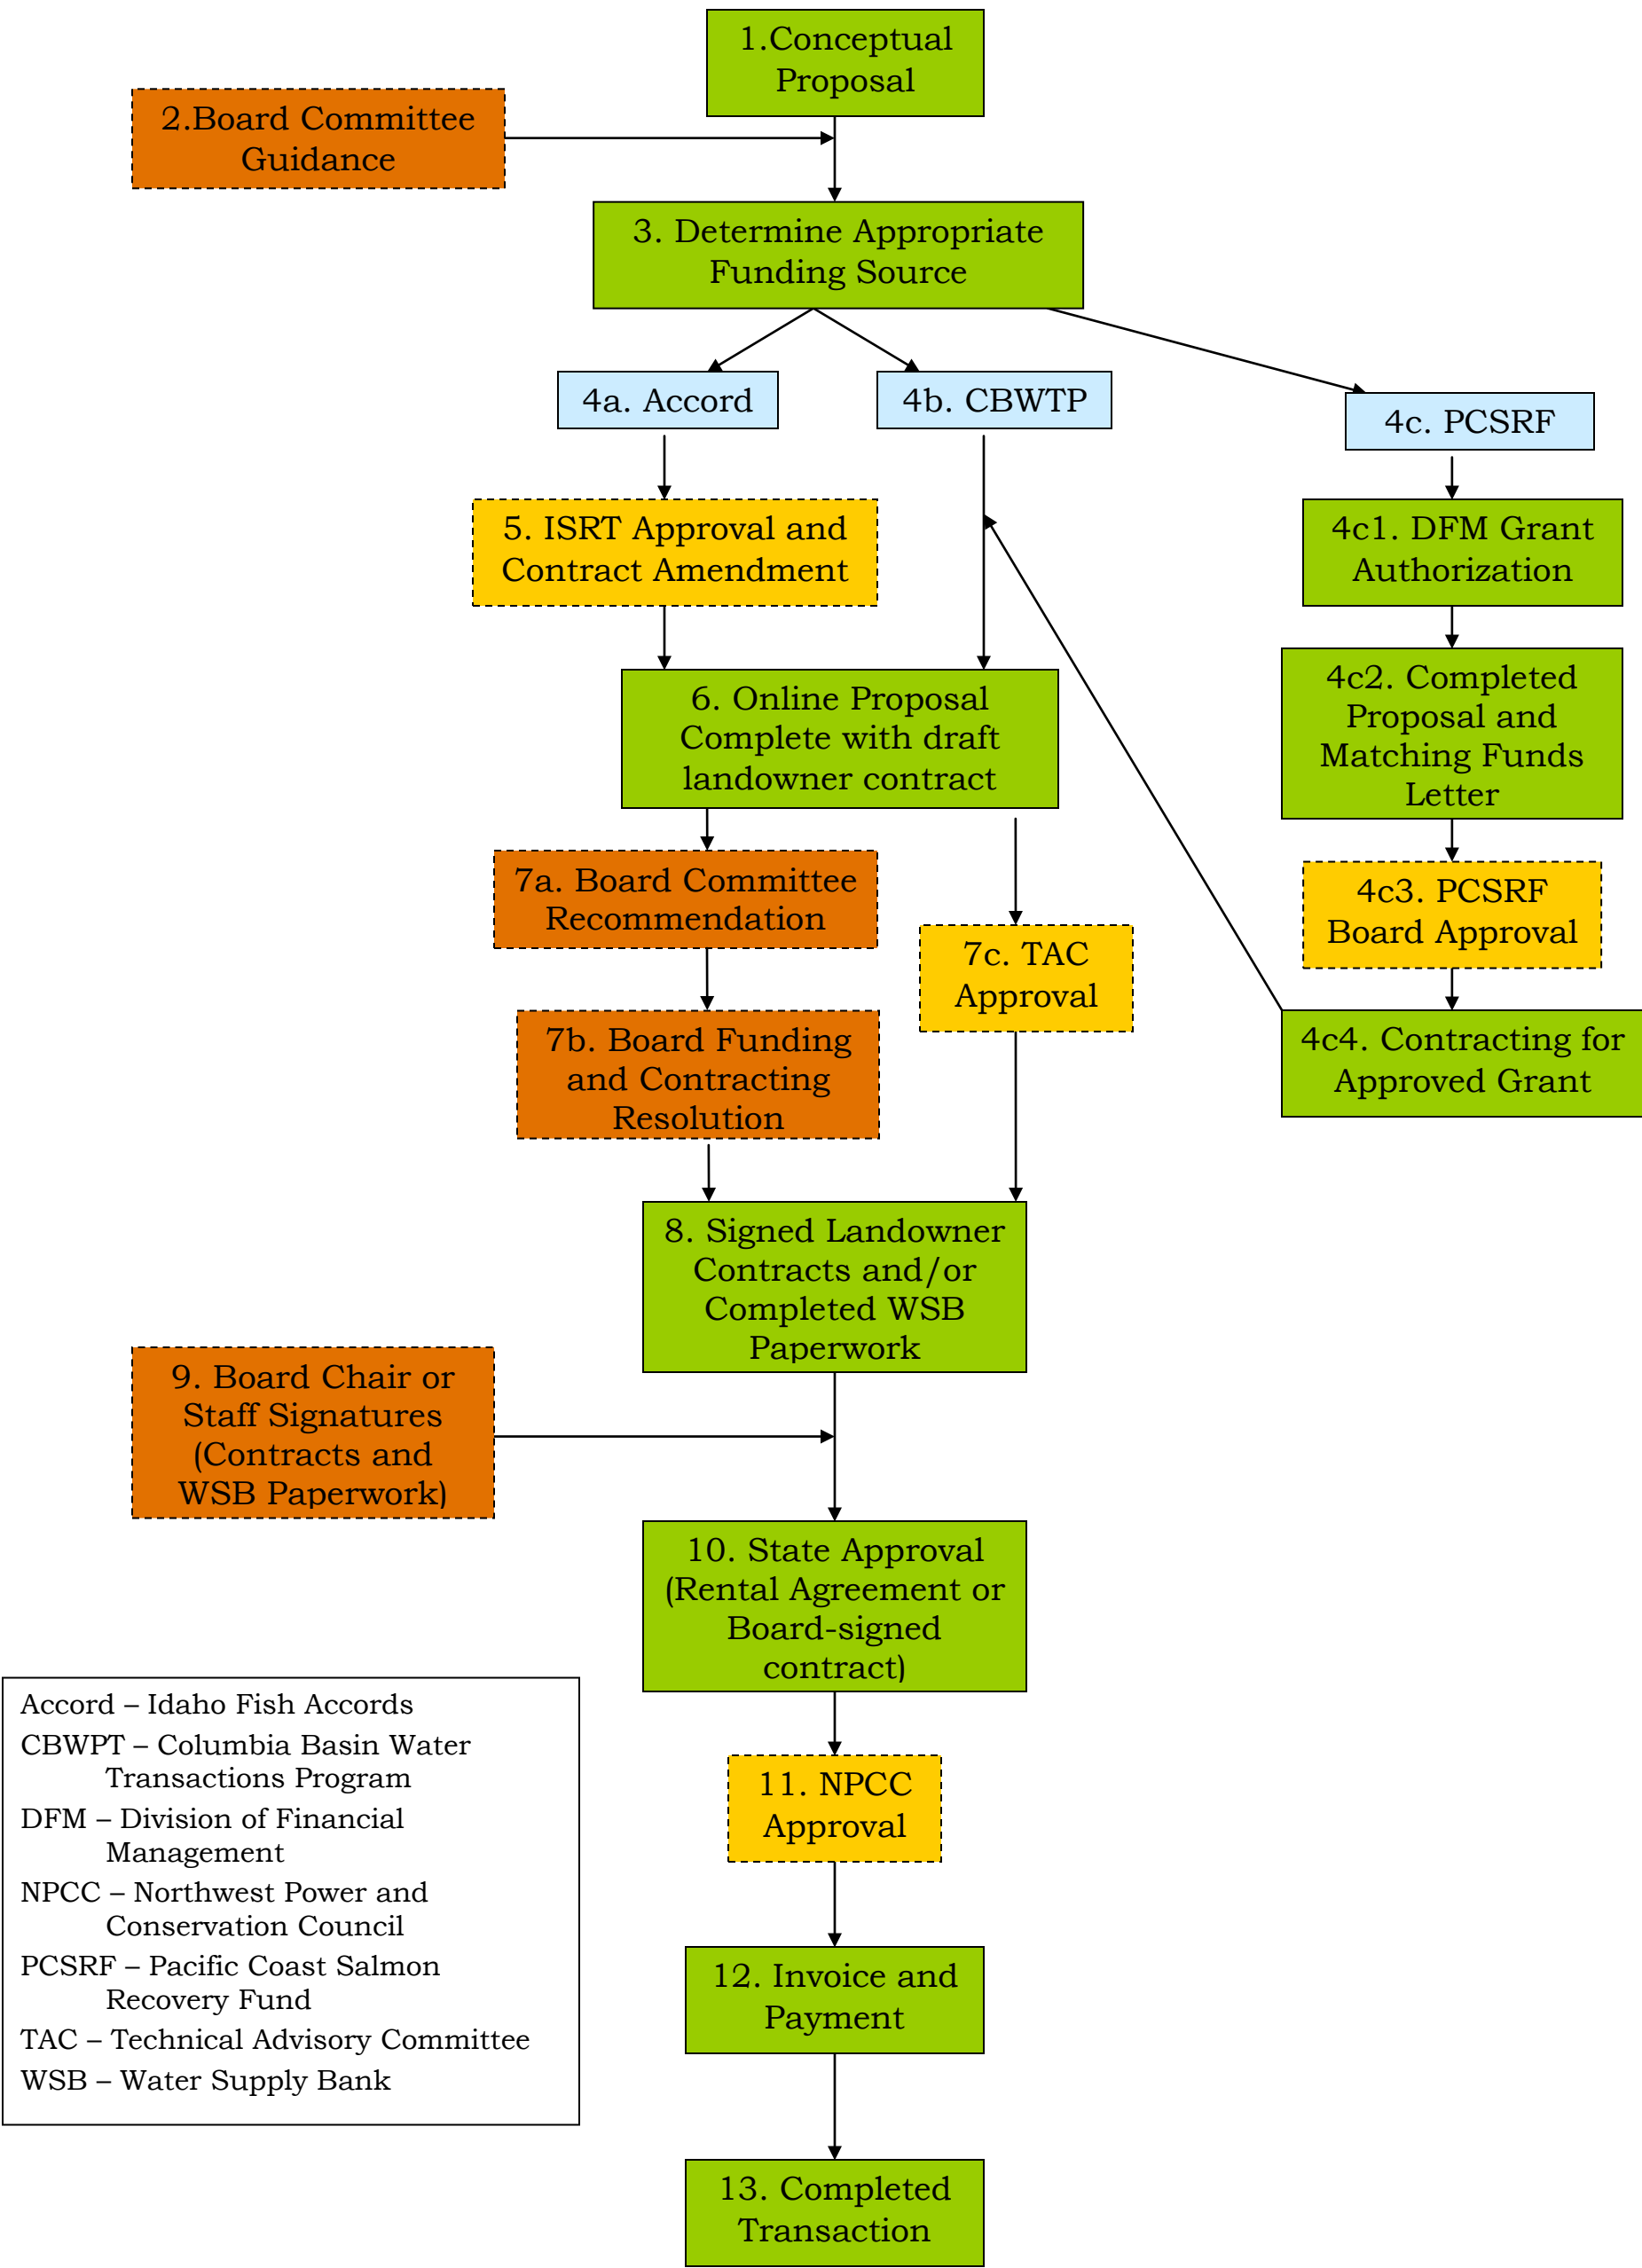 1.Conceptual
Proposal
2.Board Committee
Guidance
3. Determine Appropriate
Funding Source
4a. Accord
4b. CBWTP
4c. PCSRF
5. ISRT Approval and
Contract Amendment
4c1. DFM Grant
Authorization
6. Online Proposal
Complete with draft
landowner contract
4c2. Completed
Proposal and
Matching Funds
Letter
7a. Board Committee
Recommendation
7c. TAC
Approval
4c3. PCSRF
Board Approval
7b. Board Funding
and Contracting
Resolution
4c4. Contracting for
Approved Grant
8. Signed Landowner
Contracts and/or
Completed WSB
Paperwork
9. Board Chair or
Staff Signatures
(Contracts and
WSB Paperwork)
10. State Approval
(Rental Agreement or
Board-signed
contract)
11. NPCC
Approval
12. Invoice and
Payment
13. Completed
Transaction
Accord – Idaho Fish Accords
CBWPT – Columbia Basin Water
Transactions Program
DFM – Division of Financial
Management
NPCC – Northwest Power and
Conservation Council
PCSRF – Pacific Coast Salmon
Recovery Fund
TAC – Technical Advisory Committee
WSB – Water Supply Bank